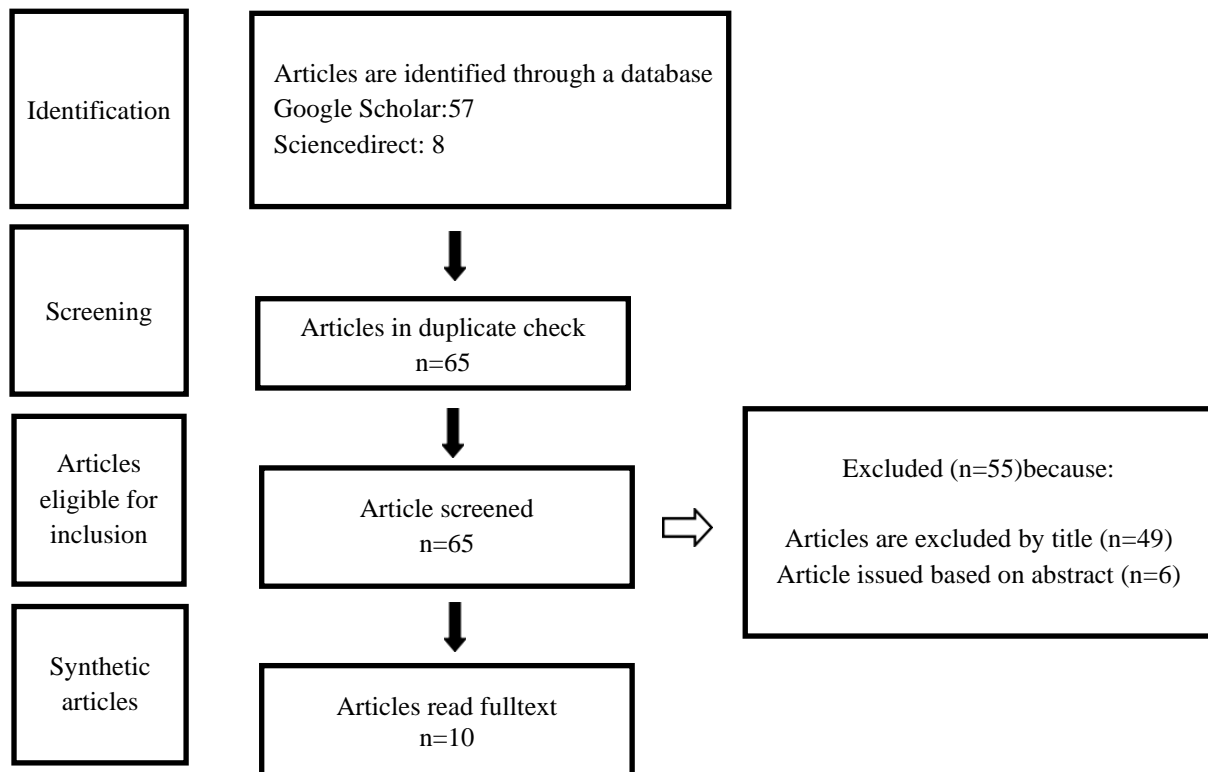 Identification
Articles are identified through a database
Google Scholar:57
Sciencedirect: 8
Screening
Articles in duplicate check
n=65
Articles
eligible for
inclusion
Article screened
n=65
Excluded (n=55)because:
Articles are excluded by title (n=49)
Article issued based on abstract (n=6)
Synthetic
articles
Articles read fulltext
n=10